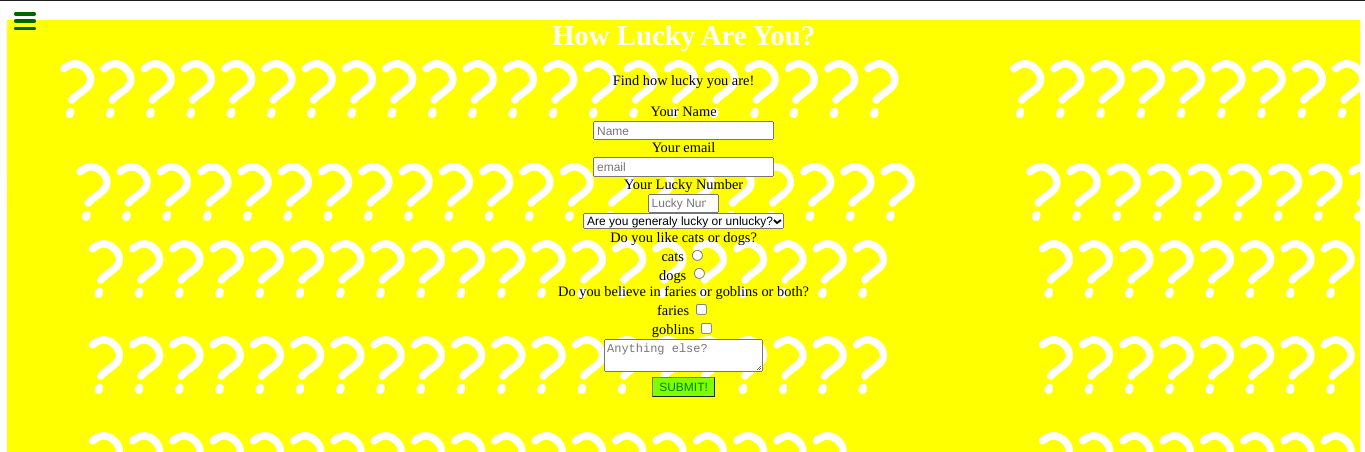 How Lucky Are You?
????????????????????? ?????????
Find how lucky you are!
Your Name
Name
Your email
email
????????????????????? ?????????
Your Lucky Number
Lucky Nur
Are you generaly lucky or unlucky?
Do you like cats or dogs?
???????????????????? ????????
cats
dogs
Do you believe in faries or goblins or both?
faries
goblins
Anything else?
???????????????????? ????????
SUBMIT!
??????????????????? ????????